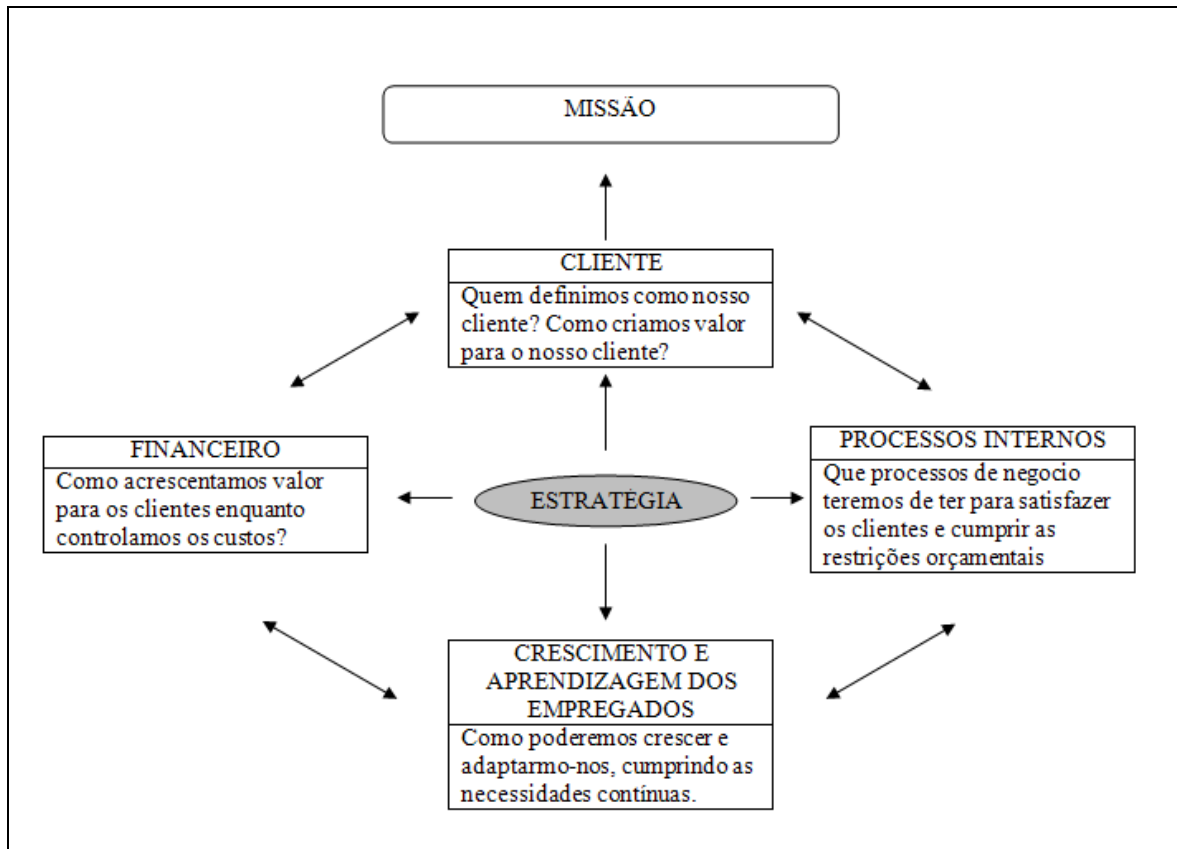 MISSÃO
CLIENTE
Quem definimos como nosso
cliente? Como criamos valor
para o nosso cliente?
FINANCEIRO
Como acrescentamos valor
para os clientes enquanto
controlamos os custos?
ESTRATÉGIA
PROCESSOS INTERNOS
Que processos de negocio
teremos de ter para satisfazer
os clientes e cumprir as
restrições orçamentais
CRESCIMENTO E
APRENDIZAGEM DOS
EMPREGADOS
Como poderemos crescer e
adaptarmo-nos, cumprindo as
necessidades contínuas.